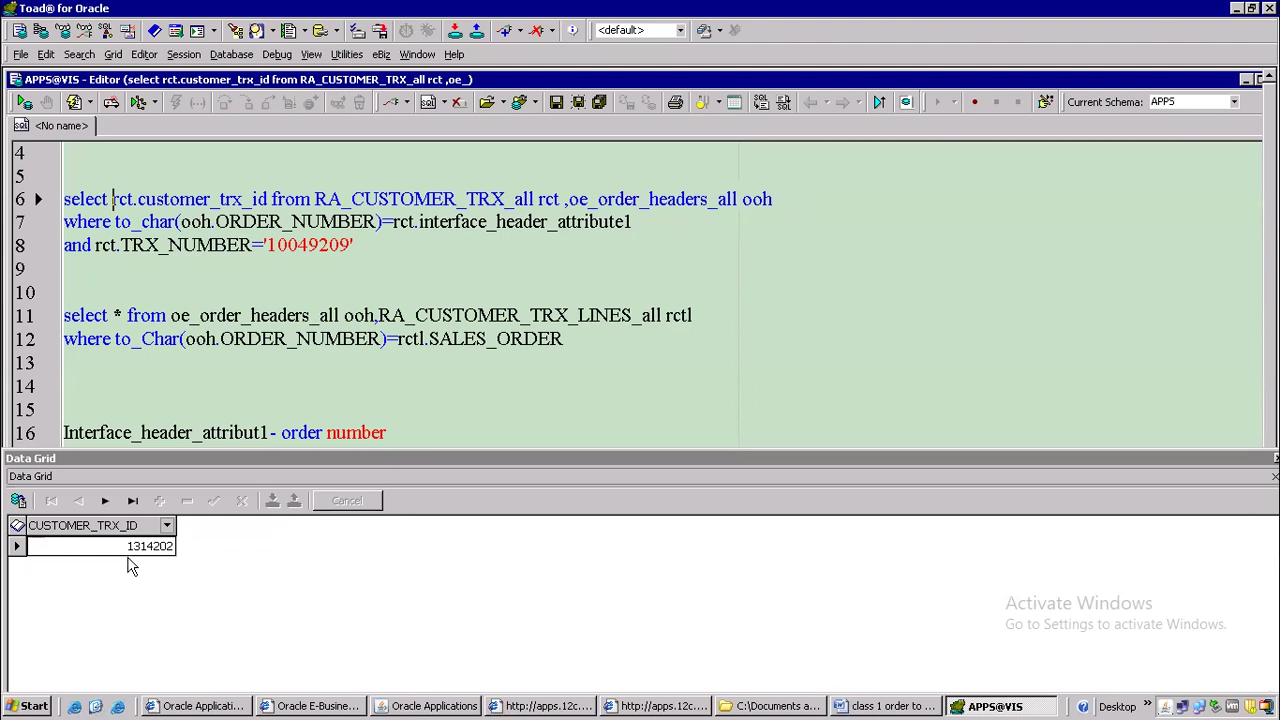 Toad® for Oracle
<default>
File Edit Search Grid Editor Session Database Debug View Utilities eBiz Window Help
APPS@VIS - Editor (select rct.customer_trx_id from RA_CUSTOMER_TRX_all rct ,oe_)
Current Schema: APPS
<No name>
4
5
6 select rct.customer_trx_id from RA_CUSTOMER_TRX_all rct ,oe_order_headers_all ooh
7 where to_char(ooh.ORDER_NUMBER)=rct.interface_header_attribute1
8 and rct.TRX_NUMBER='10049209'
9
10
11 select * from oe_order_headers_all ooh,RA_CUSTOMER_TRX_LINES_all rctl
12 where to_Char(ooh.ORDER_NUMBER)=rctl.SALES_ORDER
13
14
15
16 Interface_header_attribut1- order number
Data Grid
Data Grid
Cancel
CUSTOMER_TRX_ID
1314202
Activate Windows
Go to Settings to activate Windows.
Start Oracle Applicati... Oracle E-Busine... Oracle Applications http://apps.12c... http://apps.12c... C:\Documents a... class 1 order to ... APPS@VIS Desktop